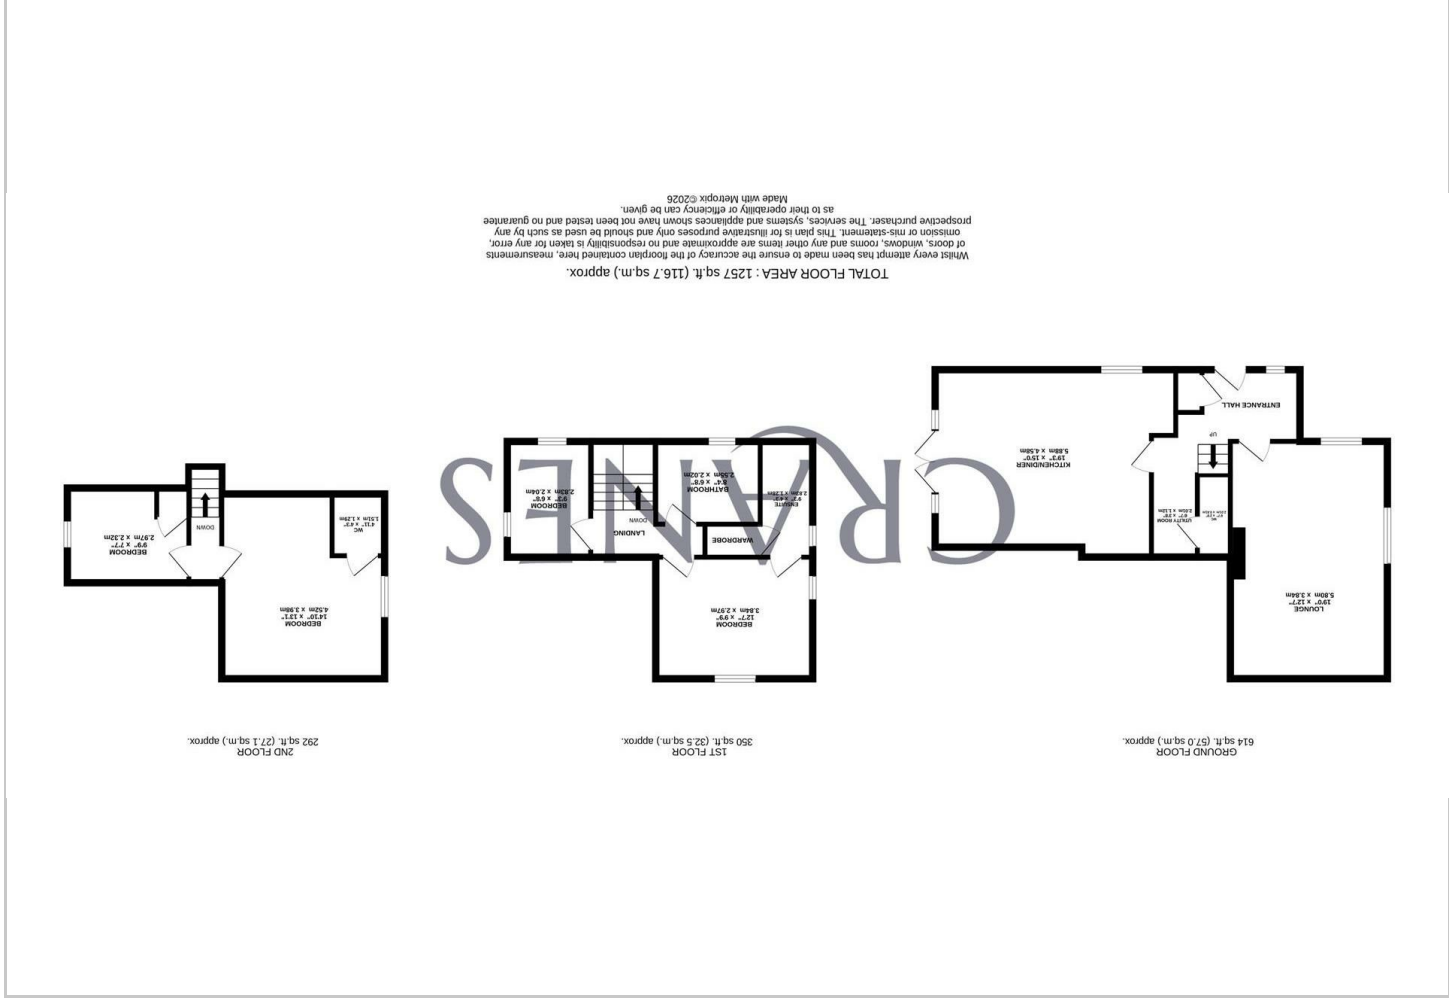 GROUND FLOOR
614 sq.ft. (57.0 sq.m.) approx.
1ST FLOOR
350 sq.ft. (32.5 sq.m.) approx.
2ND FLOOR
292 sq.ft. (27.1 sq.m.) approx.
LOUNGE
19'0" x 12'7"
5.80m x 3.84m
WC
UTILITY ROOM
UP
ENTRANCE HALL
KITCHEN/DINER
19'3" x 15'0"
5.88m x 4.58m
BEDROOM
12'7" x 9'9"
3.84m x 2.97m
WARDROBE
ENSUITE
9'3" x 4'3"
2.83m x 1.28m
BATHROOM
8'4" x 6'8"
2.55m x 2.02m
LANDING
DOWN
BEDROOM
9'3" x 6'8"
2.83m x 2.04m
BEDROOM
14'10" x 13'1"
4.52m x 3.98m
WC
4'11" x 4'3"
1.51m x 1.29m
DOWN
BEDROOM
9'9" x 7'7"
2.97m x 2.32m
CRANES
TOTAL FLOOR AREA : 1257 sq.ft. (116.7 sq.m.) approx.
Whilst every attempt has been made to ensure the accuracy of the floorplan contained here, measurements
of doors, windows, rooms and any other items are approximate and no responsibility is taken for any error,
omission or mis-statement. This plan is for illustrative purposes only and should be used as such by any
prospective purchaser. The services, systems and appliances shown have not been tested and no guarantee
as to their operability or efficiency can be given.
Made with Metropix ©2026